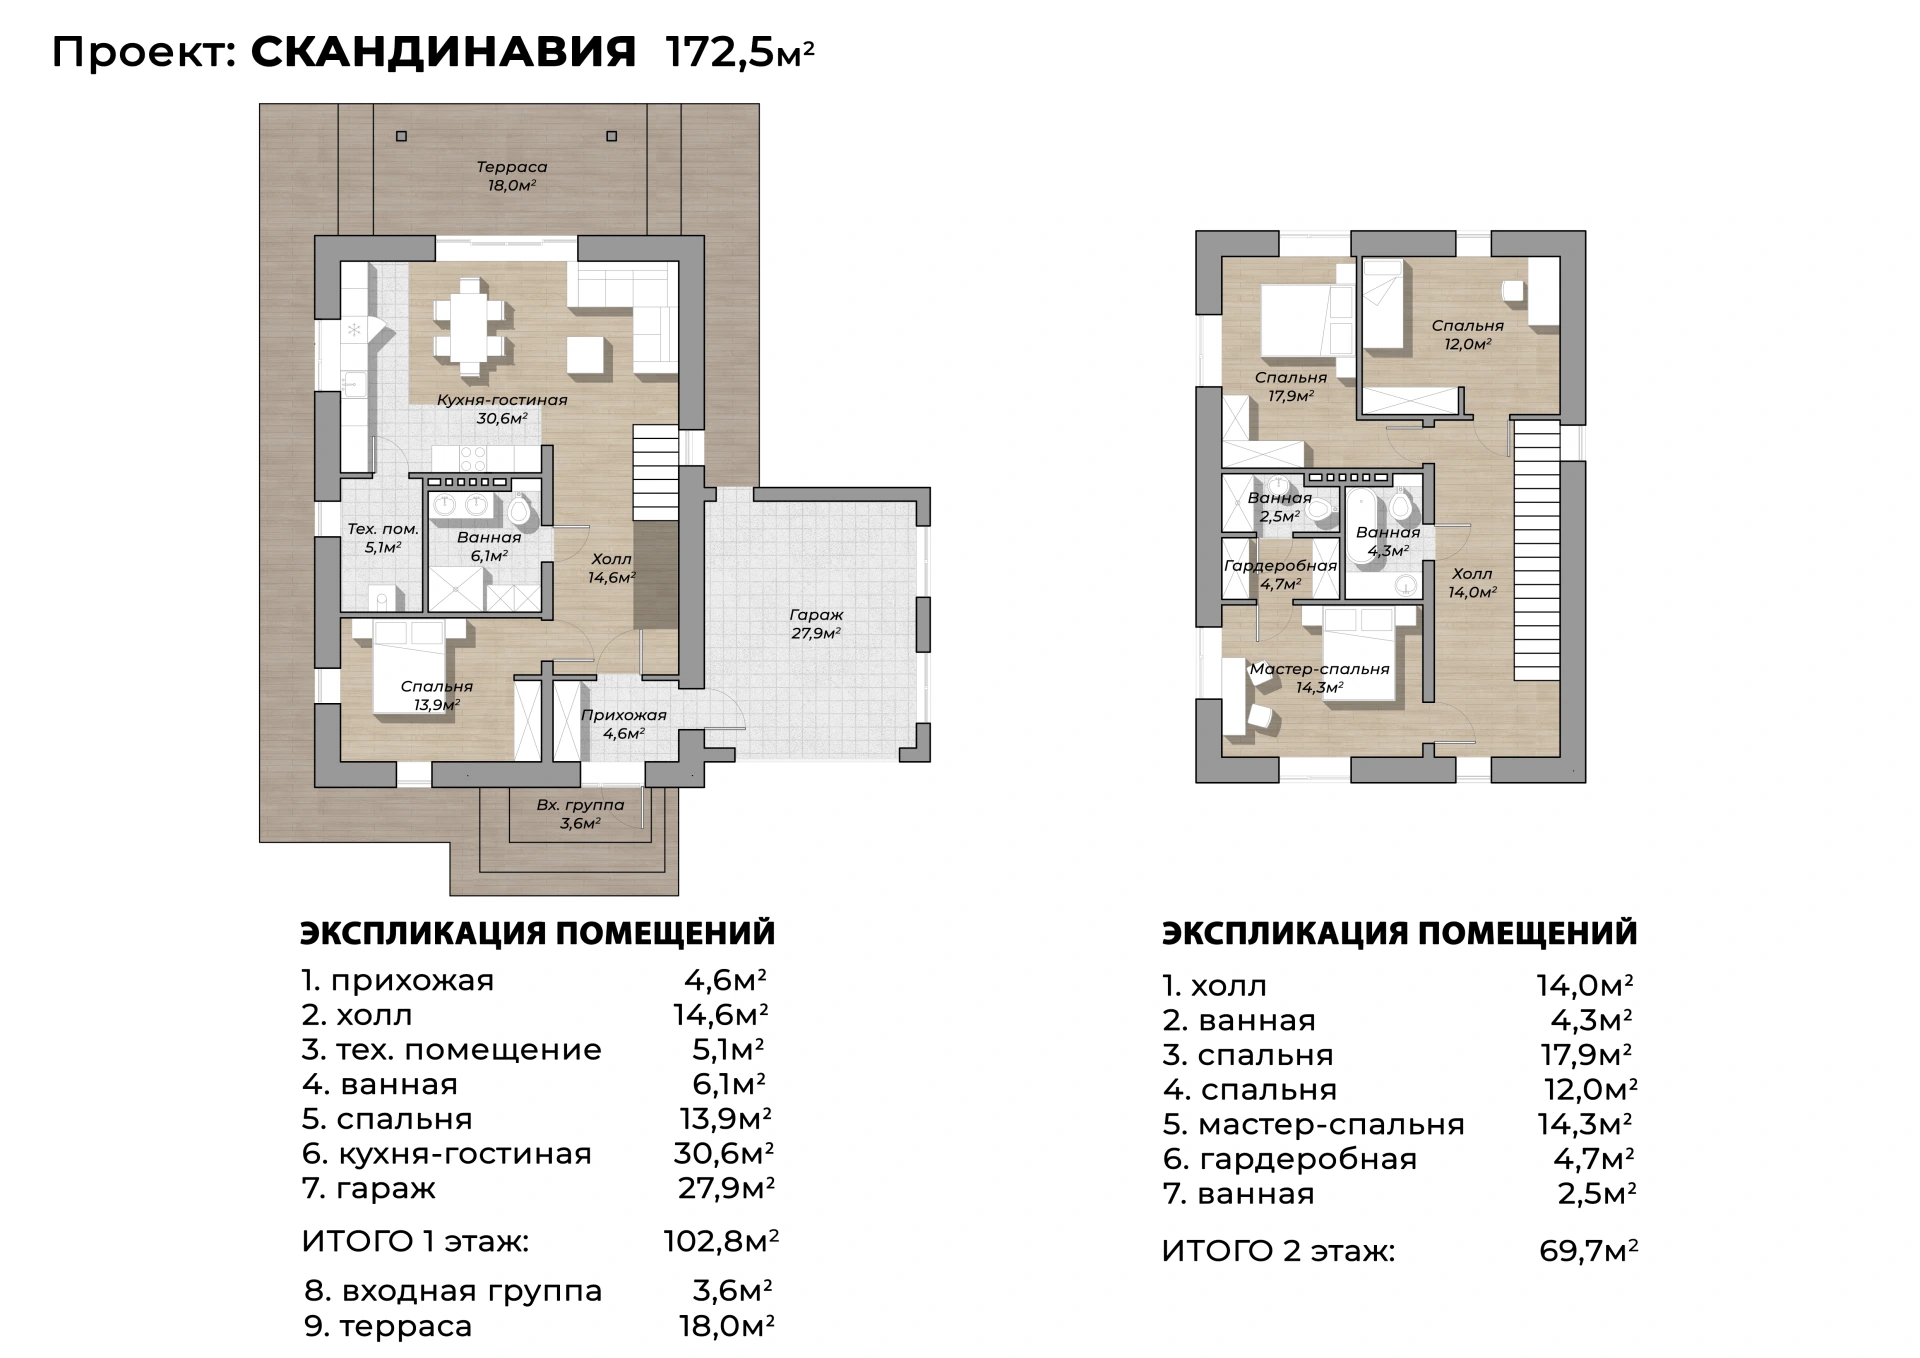 Проект: СКАНДИНАВИЯ 172,5м²
Терраса
18,0м²
Кухня-гостиная
30,6м²
Тех. пом.
5,1м²
Ванная
6,1м²
Холл
14,6м²
Гараж
27,9м²
Спальня
13,9м²
Прихожая
4,6м²
Вх. группа
3,6м²
Спальня
12,0м²
Спальня
17,9м²
Ванная
2,5м²
Ванная
4,3м²
Гардеробная
4,7м²
Холл
14,0м²
Мастер-спальня
14,3м²
ЭКСПЛИКАЦИЯ ПОМЕЩЕНИЙ
1. прихожая 4,6м²
2. холл 14,6м²
3. тех. помещение 5,1м²
4. ванная 6,1м²
5. спальня 13,9м²
6. кухня-гостиная 30,6м²
7. гараж 27,9м²
ИТОГО 1 этаж: 102,8м²
8. входная группа 3,6м²
9. терраса 18,0м²
ЭКСПЛИКАЦИЯ ПОМЕЩЕНИЙ
1. холл 14,0м²
2. ванная 4,3м²
3. спальня 17,9м²
4. спальня 12,0м²
5. мастер-спальня 14,3м²
6. гардеробная 4,7м²
7. ванная 2,5м²
ИТОГО 2 этаж: 69,7м²